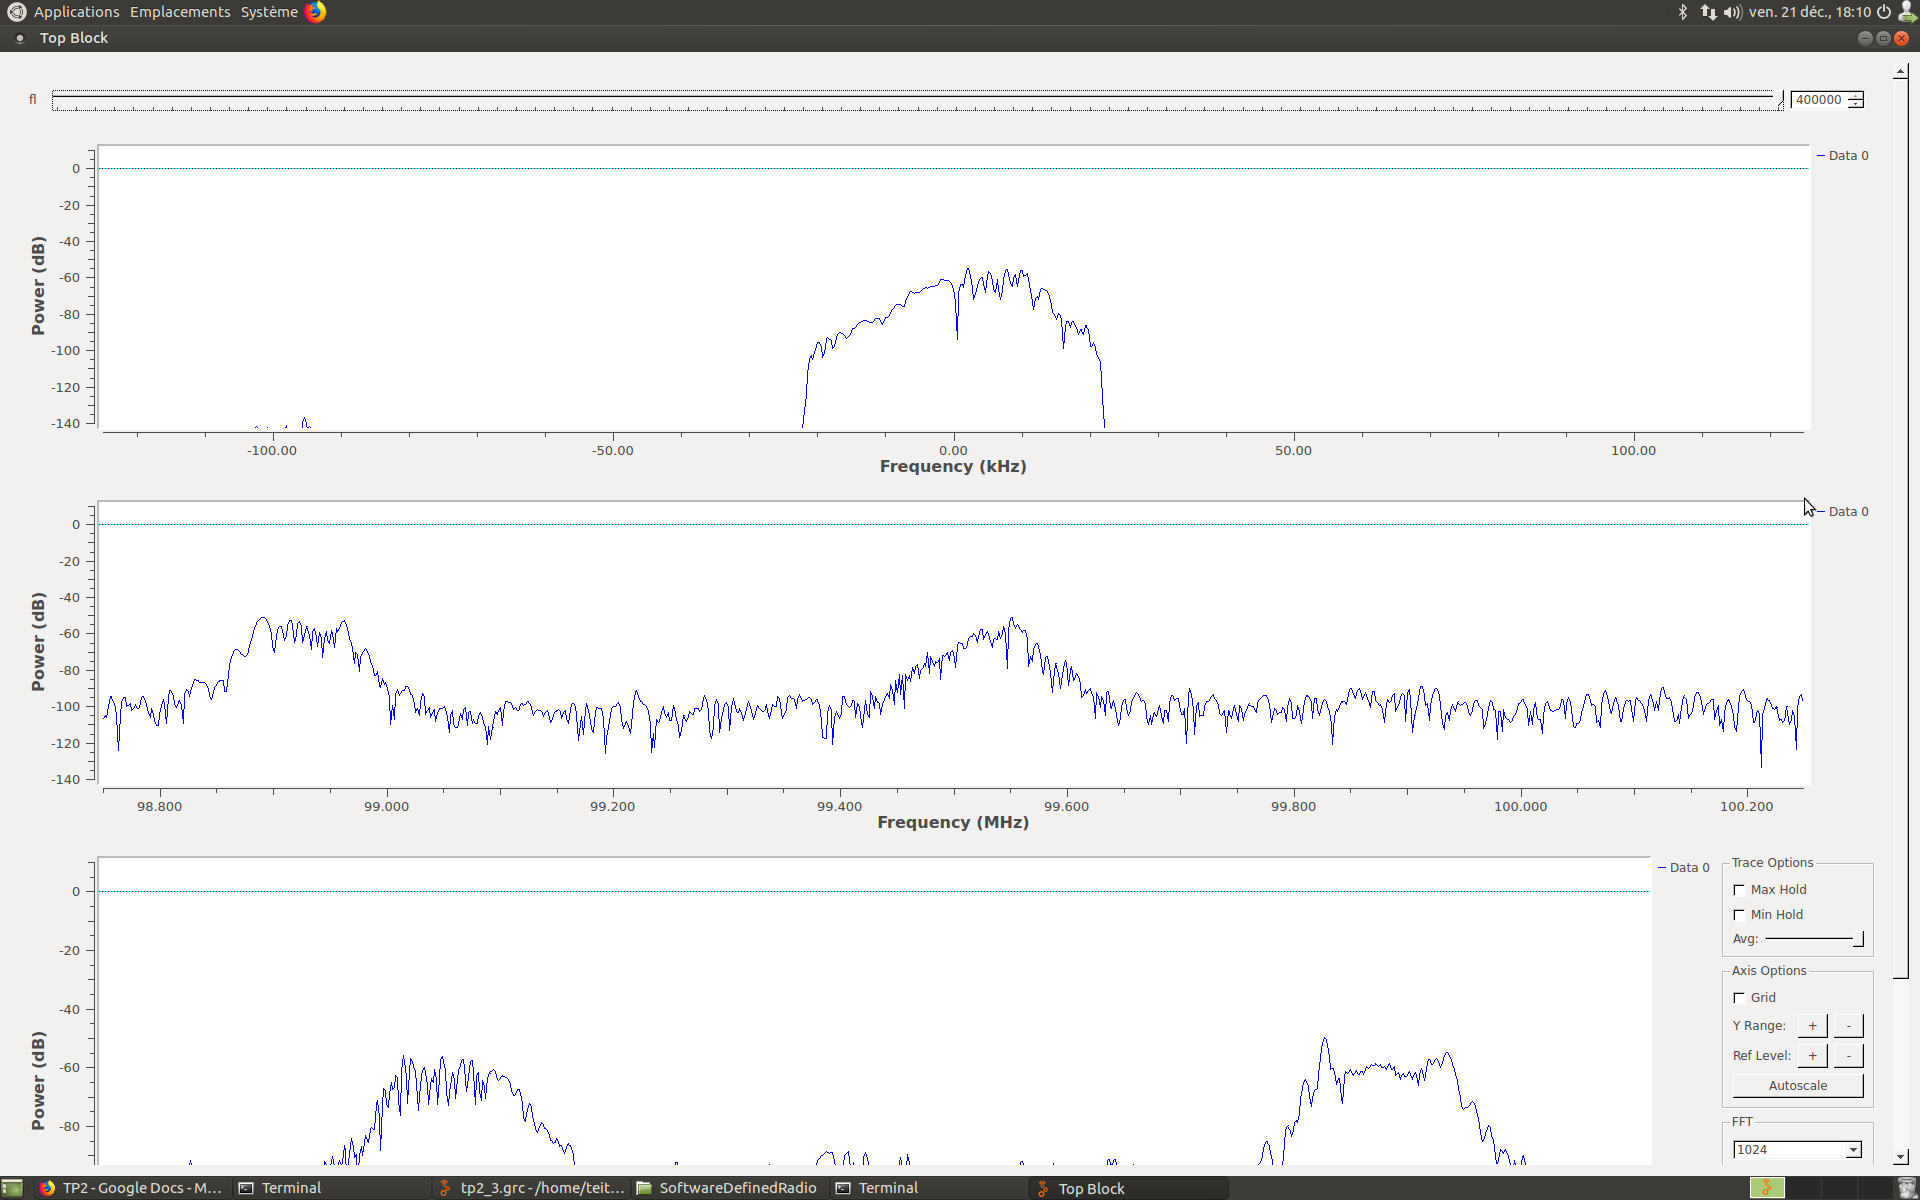 Applications Emplacements Système ven. 21 déc., 18:10
Top Block
fl 400000
Data 0
0
-20
-40
-60
-80
-100
-120
-140
Power (dB)
-100.00 -50.00 0.00 50.00 100.00
Frequency (kHz)
Data 0
0
-20
-40
-60
-80
-100
-120
-140
Power (dB)
98.800 99.000 99.200 99.400 99.600 99.800 100.000 100.200
Frequency (MHz)
Data 0
0
-20
-40
-60
-80
Power (dB)
Trace Options
Max Hold
Min Hold
Avg:
Axis Options
Grid
Y Range: + -
Ref Level: + -
Autoscale
FFT
1024
TP2 - Google Docs - M... Terminal tp2_3.grc - /home/teit... SoftwareDefinedRadio Terminal Top Block